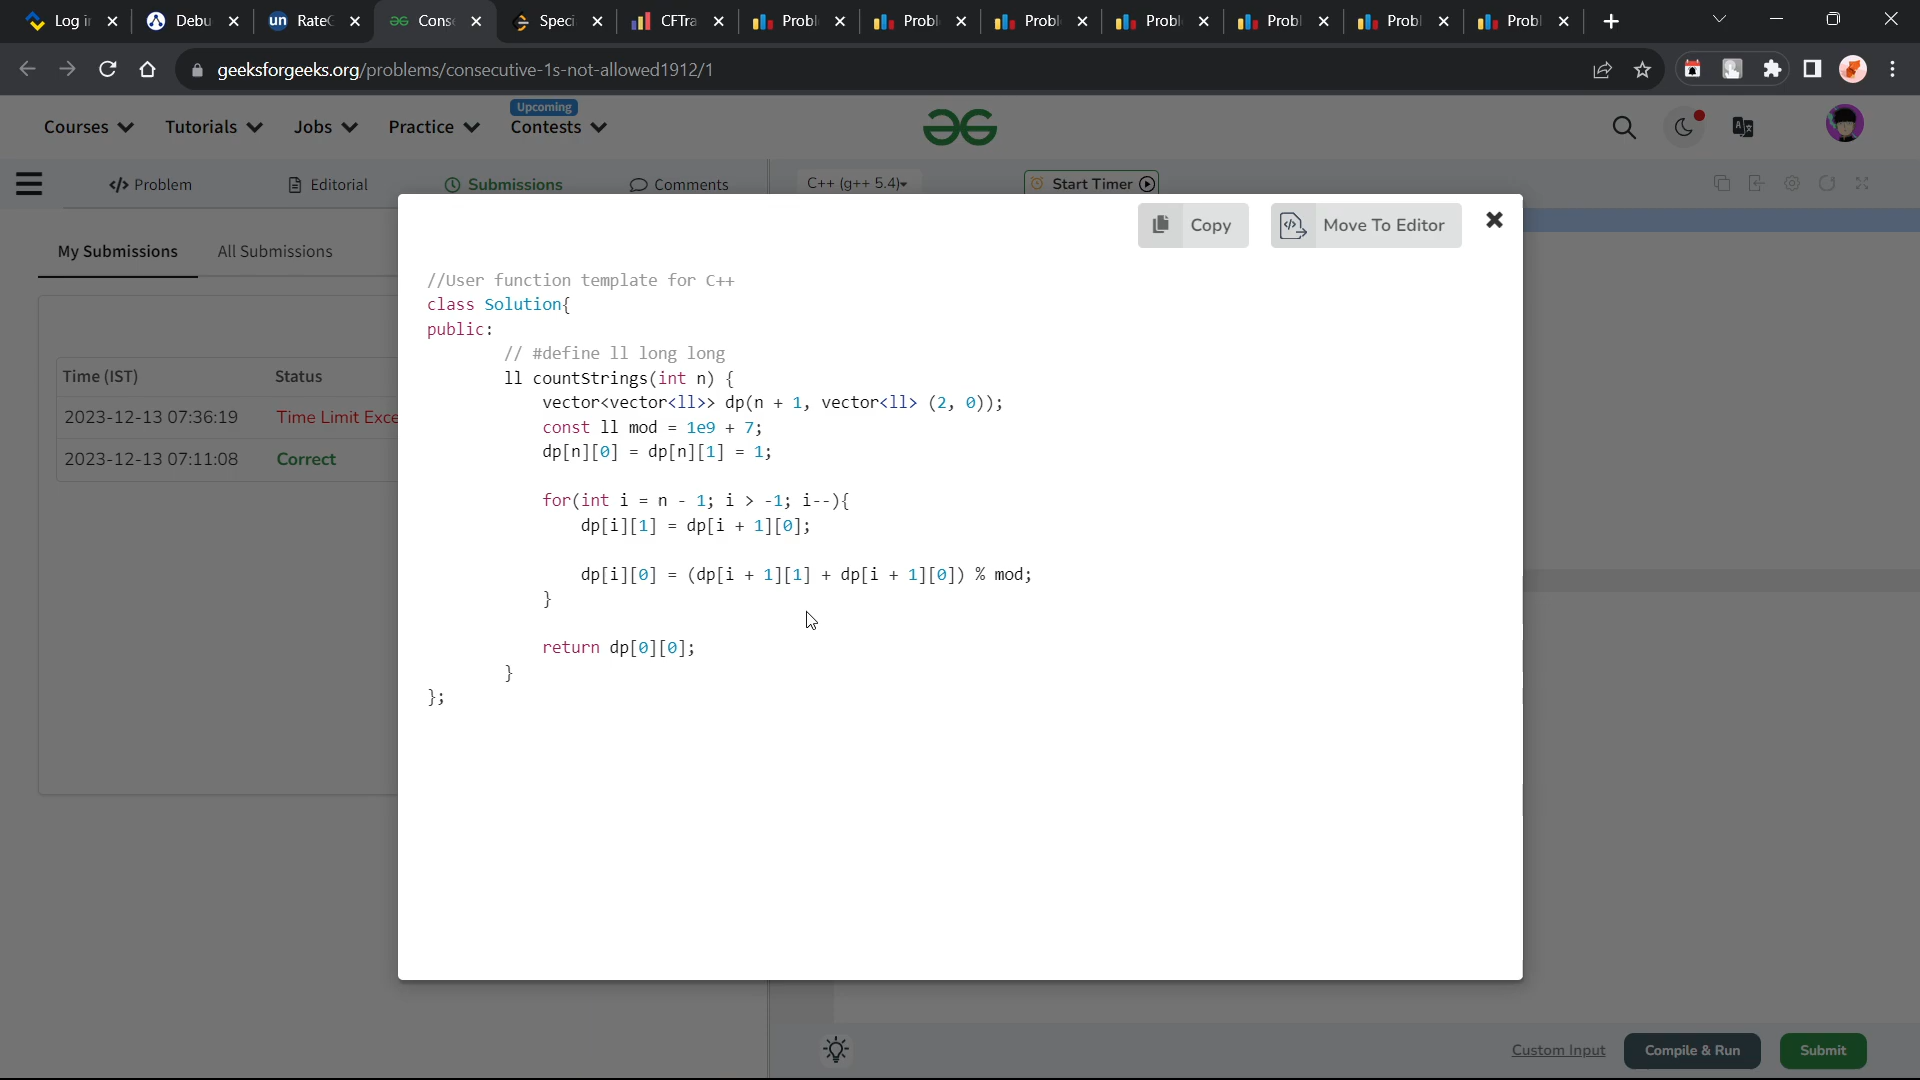 Log i
Debu
un RateC
Cons
Speci
CFTra
Probl
Probl
Probl
Probl
Probl
Probl
Probl
geeksforgeeks.org/problems/consecutive-1s-not-allowed1912/1
Upcoming
Courses Tutorials Jobs Practice Contests
</> Problem Editorial Submissions Comments C++ (g++ 5.4) Start Timer
Copy </> Move To Editor
My Submissions All Submissions
Time (IST) Status
2023-12-13 07:36:19 Time Limit Exce
2023-12-13 07:11:08 Correct
//User function template for C++
class Solution{
public:
// #define ll long long
ll countStrings(int n) {
vector<vector<ll>> dp(n + 1, vector<ll> (2, 0));
const ll mod = 1e9 + 7;
dp[n][0] = dp[n][1] = 1;
for(int i = n - 1; i > -1; i--){
dp[i][1] = dp[i + 1][0];
dp[i][0] = (dp[i + 1][1] + dp[i + 1][0]) % mod;
}
return dp[0][0];
}
};
Custom Input Compile & Run Submit